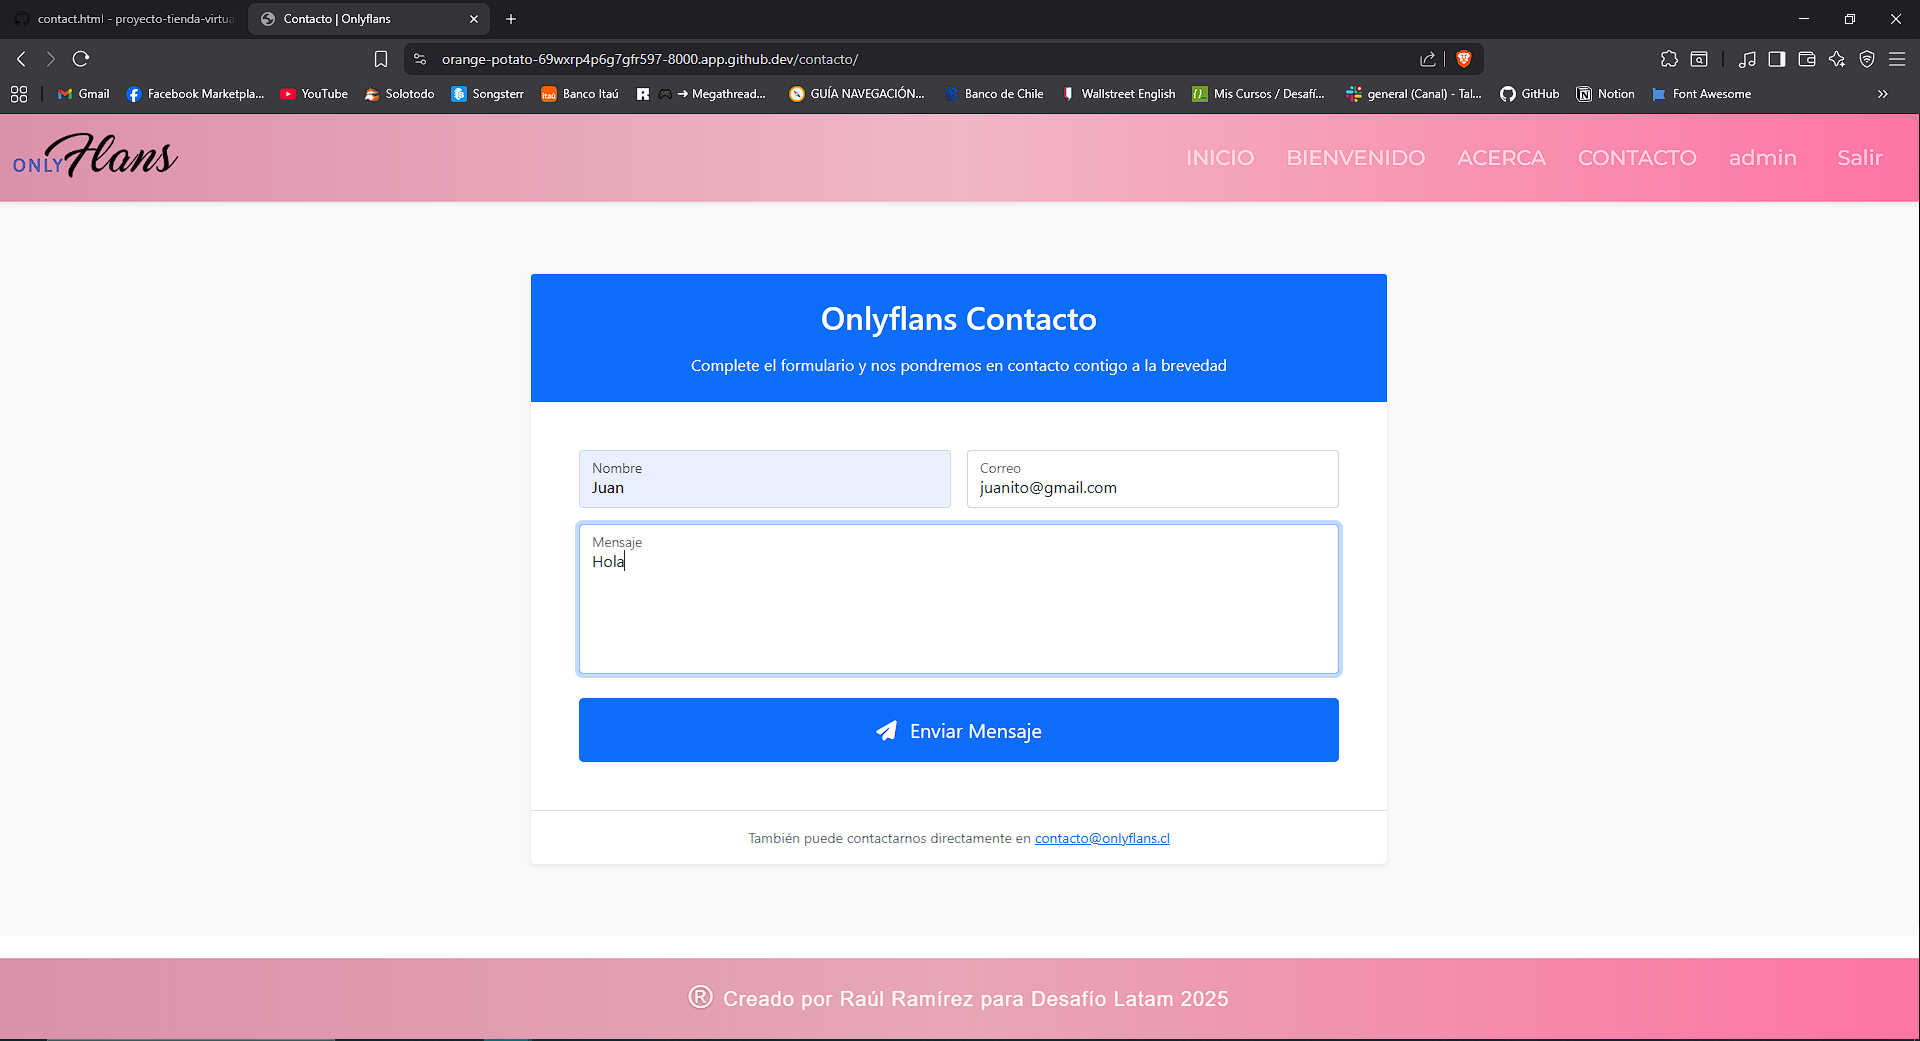 contact.html - proyecto-tienda-virtua
Contacto | Onlyflans
orange-potato-69wxrp4p6g7gfr597-8000.app.github.dev/contacto/
Gmail
Facebook Marketpla...
YouTube
Solotodo
Songsterr
Banco Itaú
→ Megathread...
GUÍA NAVEGACIÓN...
Banco de Chile
Wallstreet English
Mis Cursos / Desafí...
general (Canal) - Tal...
GitHub
Notion
Font Awesome
ONLY Flans
INICIO
BIENVENIDO
ACERCA
CONTACTO
admin
Salir
Onlyflans Contacto
Complete el formulario y nos pondremos en contacto contigo a la brevedad
Nombre
Juan
Correo
juanito@gmail.com
Mensaje
Hola
Enviar Mensaje
También puede contactarnos directamente en contacto@onlyflans.cl
® Creado por Raúl Ramírez para Desafío Latam 2025